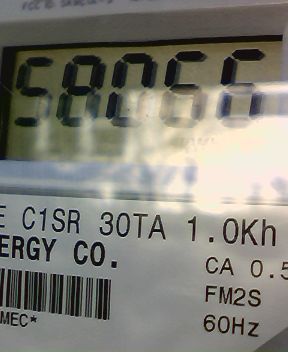 58066
E C1SR 30TA 1.0Kh
ERGY CO.
CA 0.5
FM2S
MEC*
60Hz